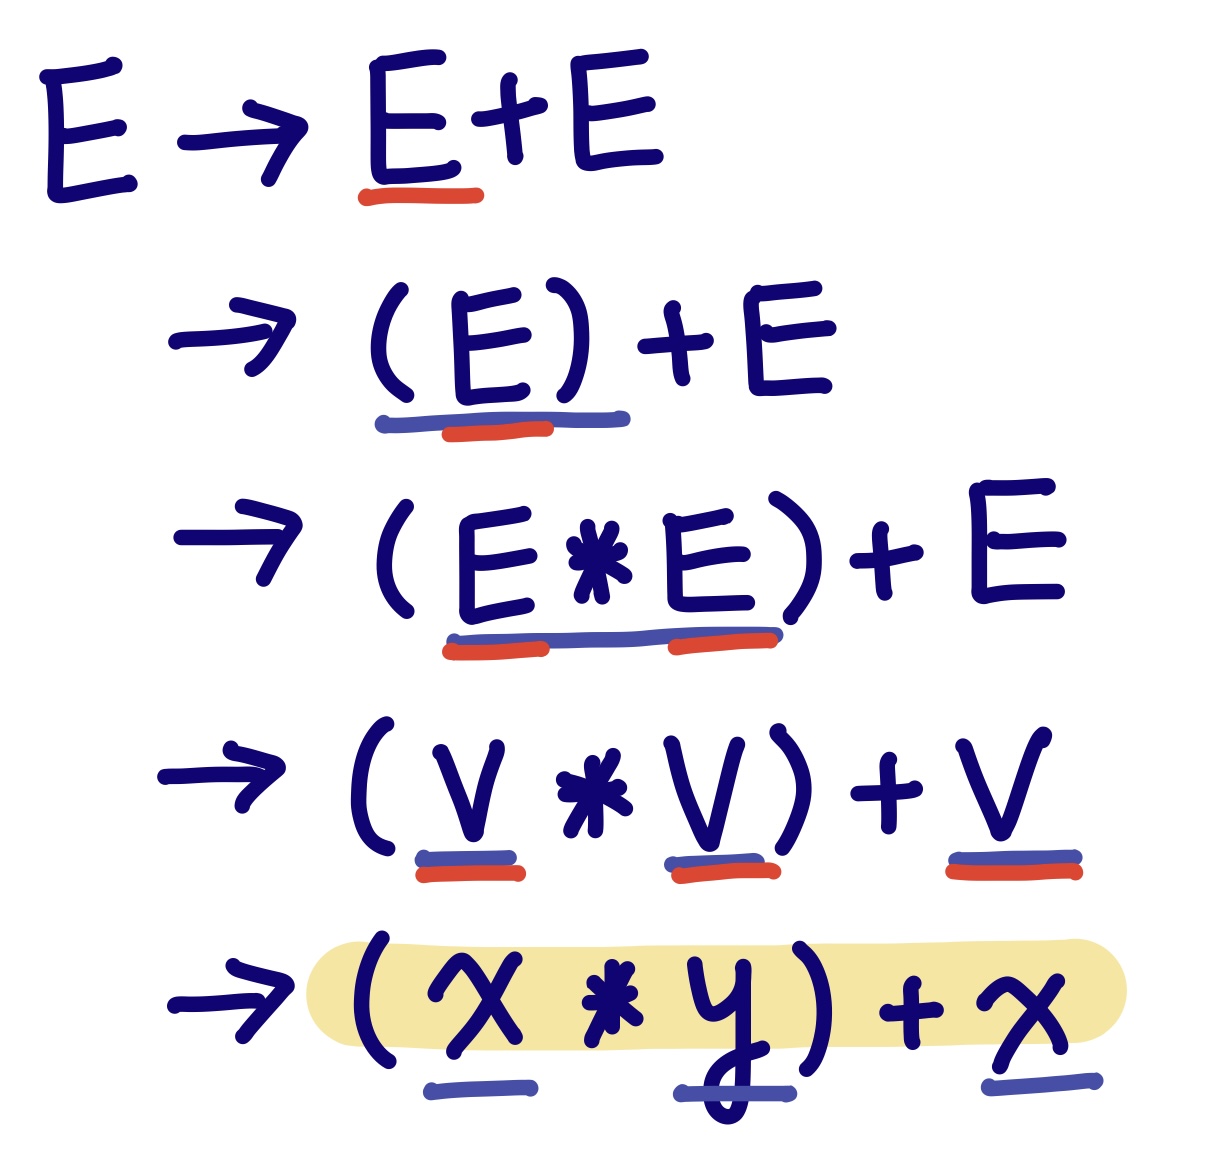 E → E + E
→ (E) + E
→ (E * E) + E
→ (V * V) + V
→ (x * y) + x